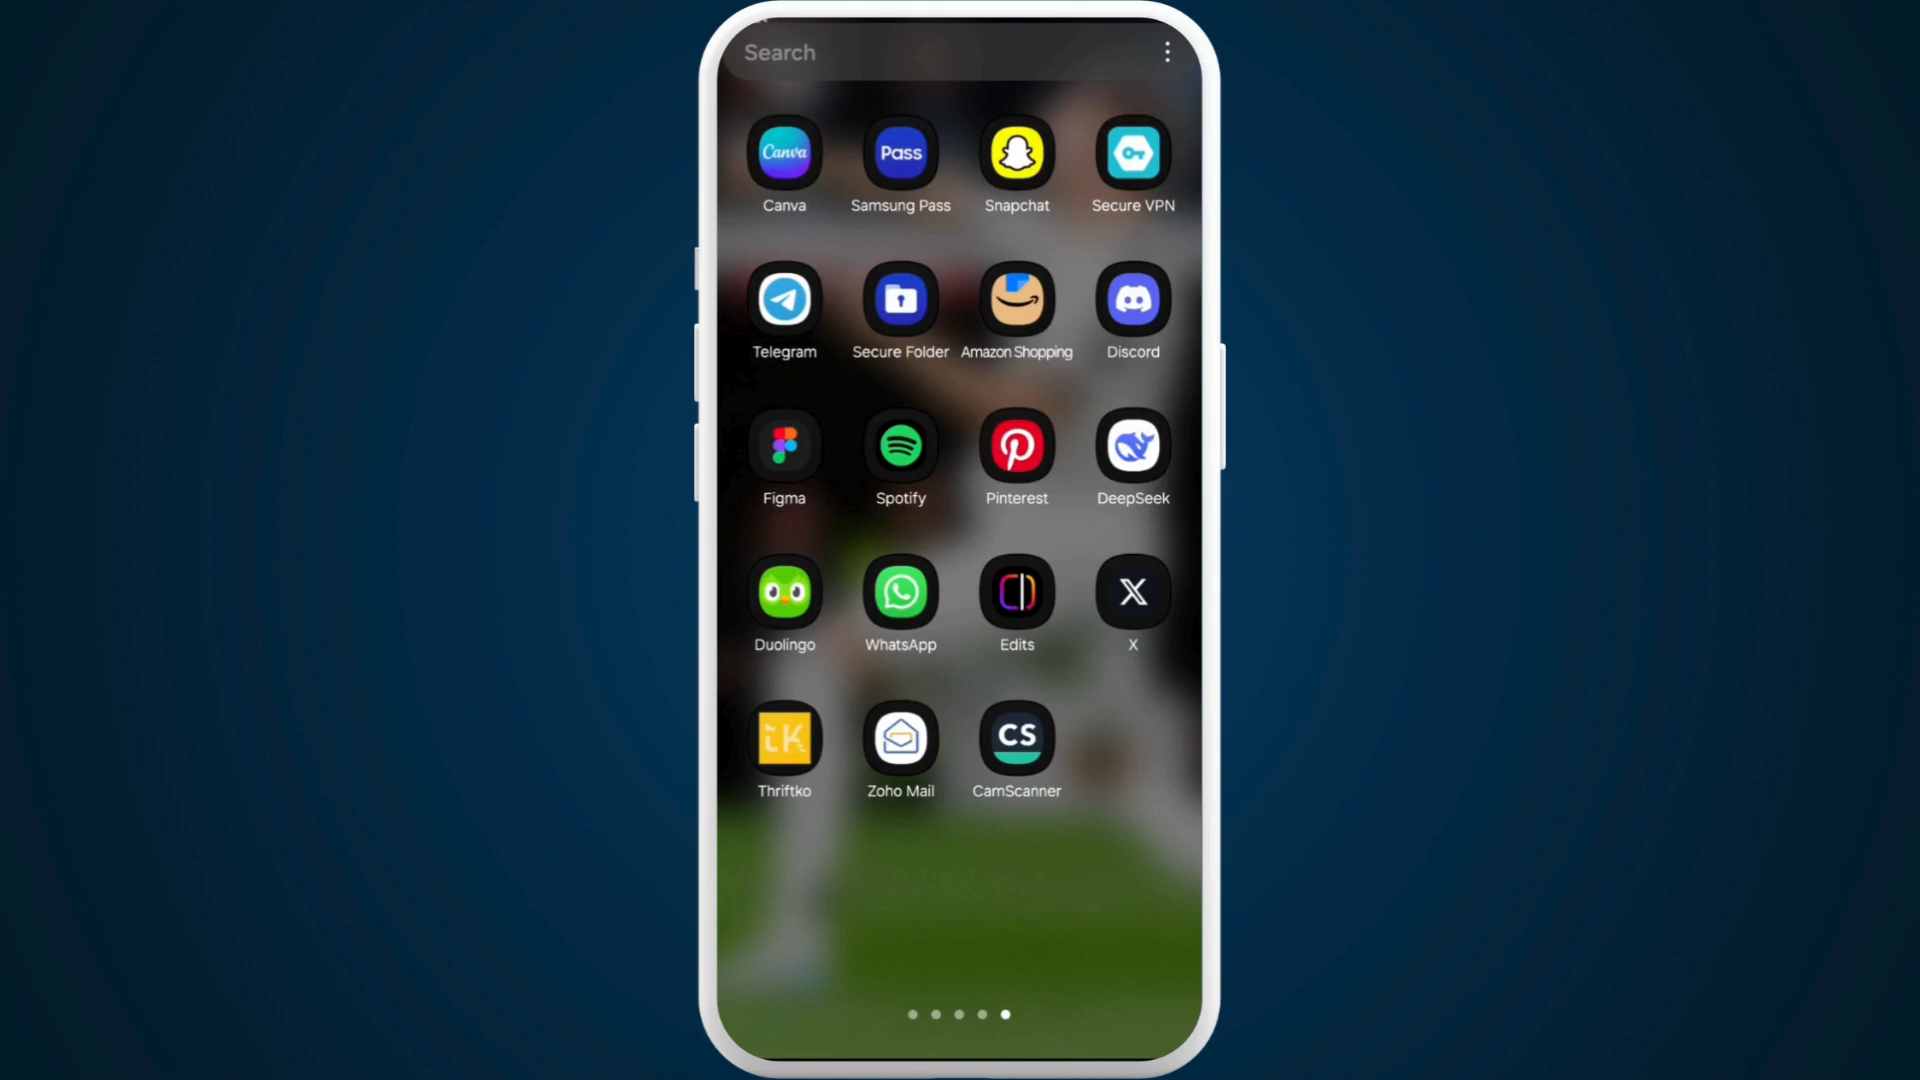 Search
Canva
Pass
Canva
Samsung Pass
Snapchat
Secure VPN
Telegram
Secure Folder
Amazon Shopping
Discord
Figma
Spotify
Pinterest
DeepSeek
Duolingo
WhatsApp
Edits
X
tK
CS
Thriftko
Zoho Mail
CamScanner